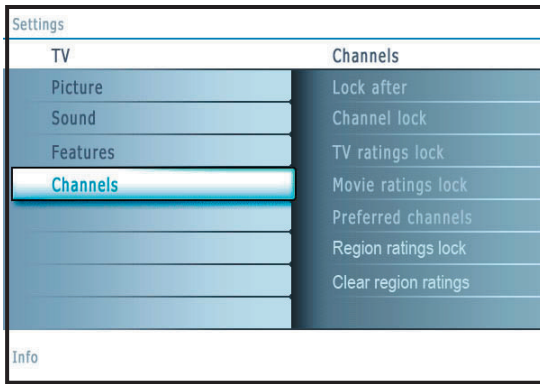 Settings
TV
Channels
Picture
Lock after
Sound
Channel lock
Features
TV ratings lock
Channels
Movie ratings lock
Preferred channels
Region ratings lock
Clear region ratings
Info